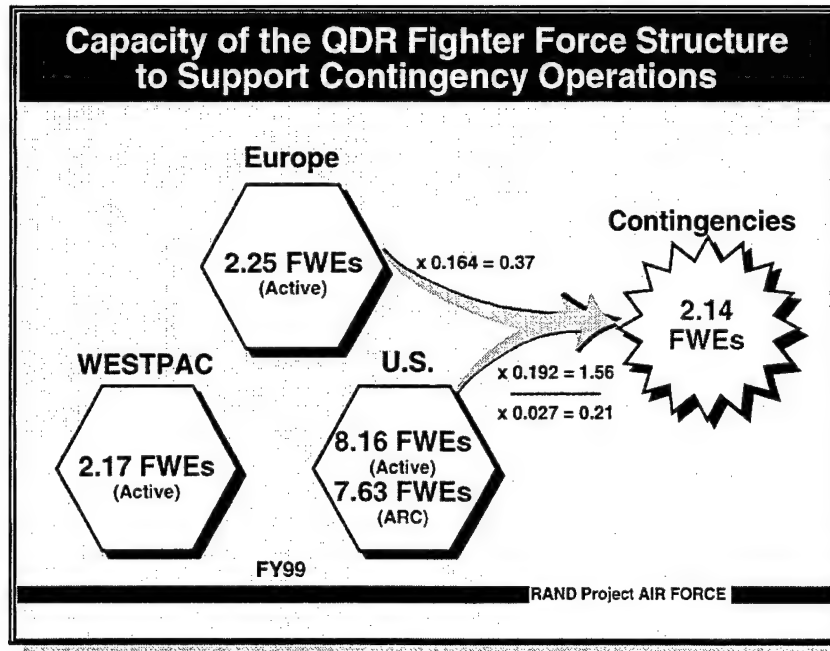 Capacity of the QDR Fighter Force Structure
to Support Contingency Operations
Europe
2.25 FWEs
(Active)
x 0.164 = 0.37
Contingencies
2.14
FWEs
WESTPAC
2.17 FWEs
(Active)
U.S.
8.16 FWEs
(Active)
7.63 FWEs
(ARC)
x 0.192 = 1.56
x 0.027 = 0.21
FY99
RAND Project AIR FORCE